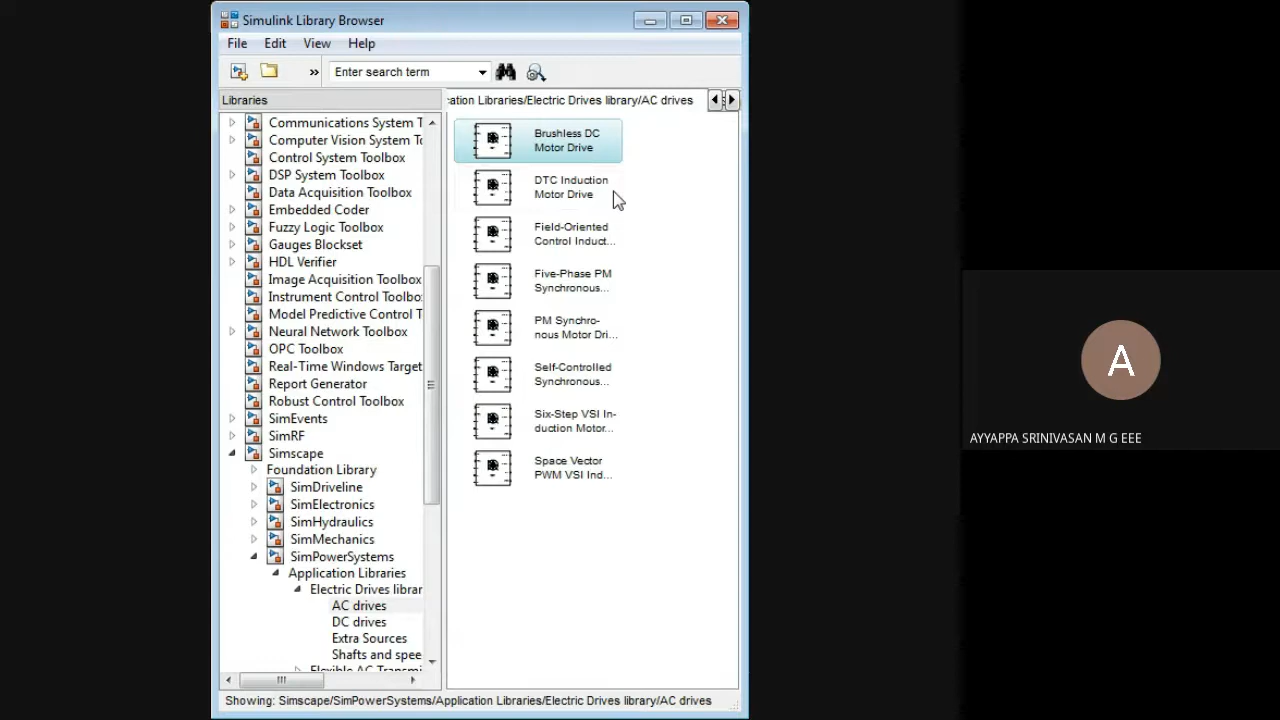 Simulink Library Browser
File Edit View Help
» Enter search term
Libraries
ation Libraries/Electric Drives library/AC drives
Communications System T
Computer Vision System To
Control System Toolbox
DSP System Toolbox
Data Acquisition Toolbox
Embedded Coder
Fuzzy Logic Toolbox
Gauges Blockset
HDL Verifier
Image Acquisition Toolbox
Instrument Control Toolbo
Model Predictive Control T
Neural Network Toolbox
OPC Toolbox
Real-Time Windows Target
Report Generator
Robust Control Toolbox
SimEvents
SimRF
Simscape
Foundation Library
SimDriveline
SimElectronics
SimHydraulics
SimMechanics
SimPowerSystems
Application Libraries
Electric Drives librar
AC drives
DC drives
Extra Sources
Shafts and spee
Flexible AC Transmi
Brushless DC
Motor Drive
DTC Induction
Motor Drive
Field-Oriented
Control Induct...
Five-Phase PM
Synchronous...
PM Synchro-
nous Motor Dri...
Self-Controlled
Synchronous...
Six-Step VSI In-
duction Motor...
Space Vector
PWM VSI Ind...
Showing: Simscape/SimPowerSystems/Application Libraries/Electric Drives library/AC drives
A
AYYAPPA SRINIVASAN M G EEE